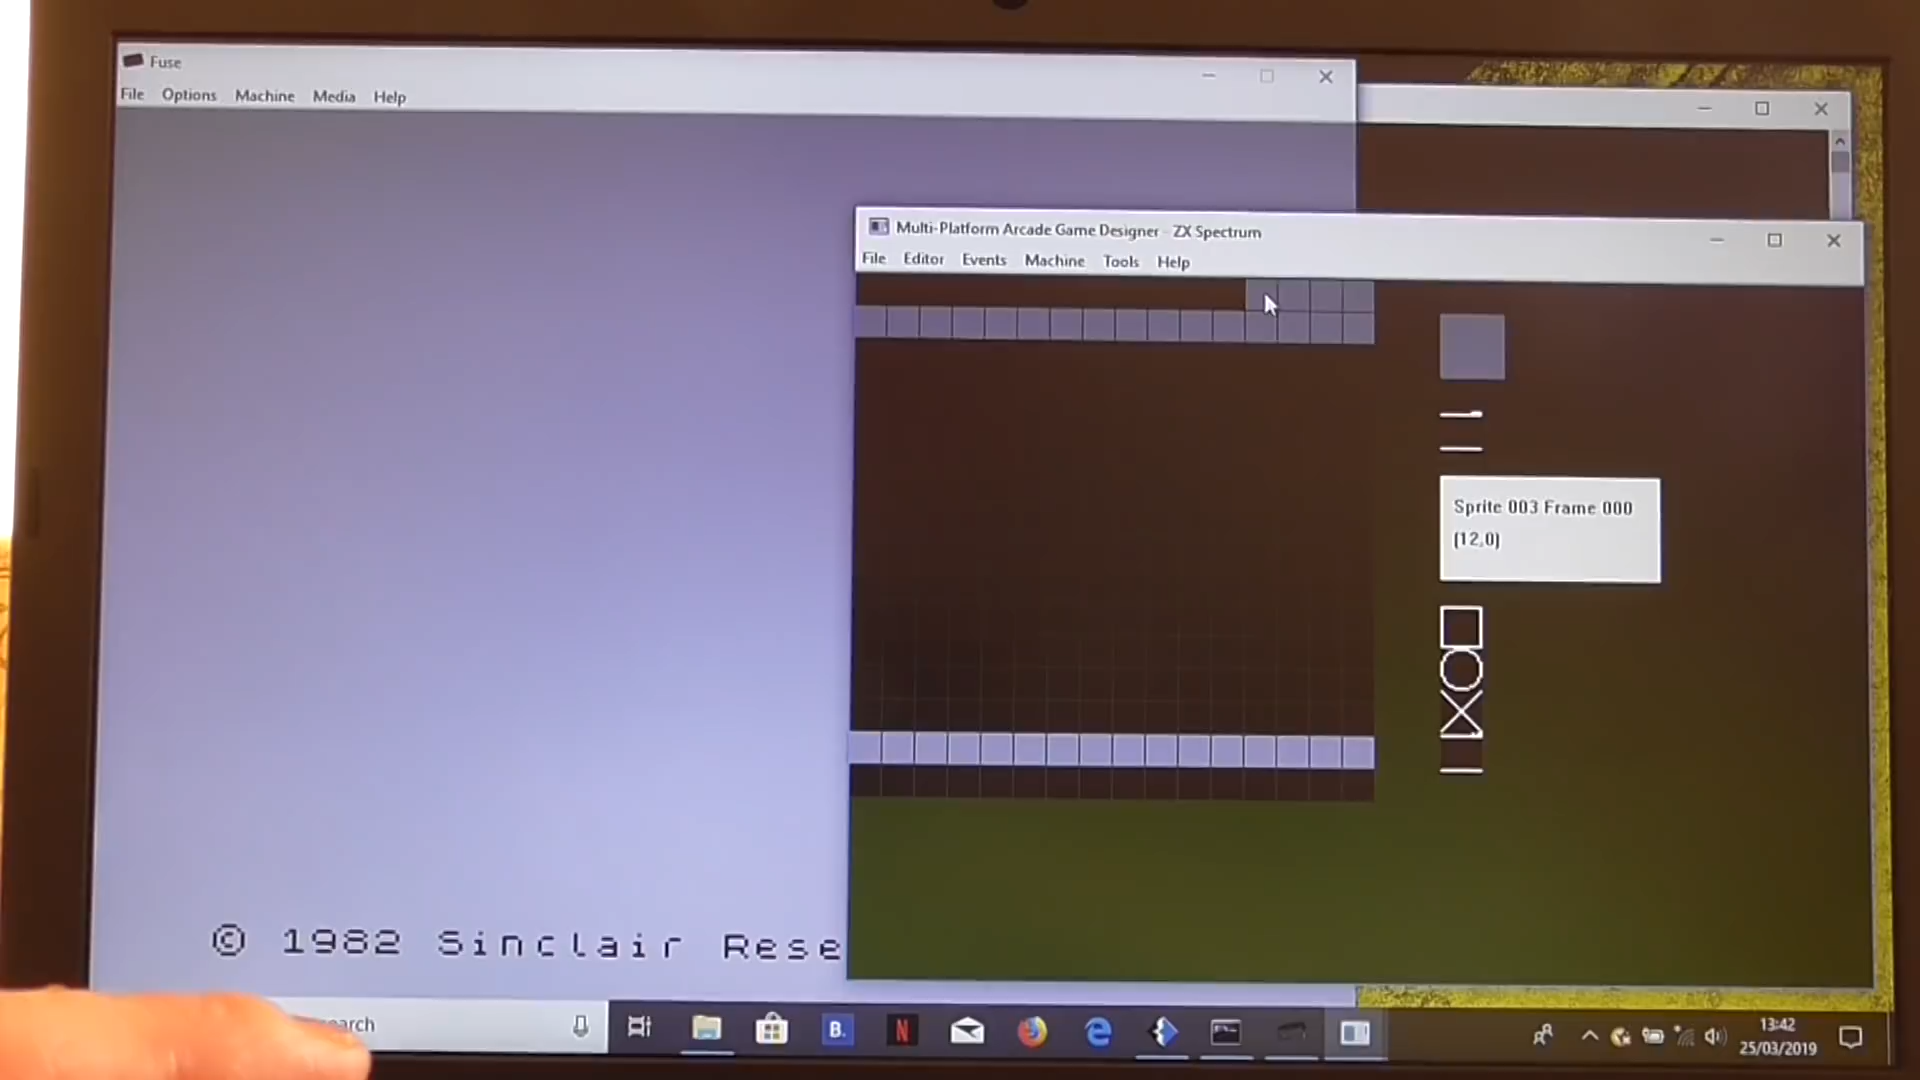 Fuse
File Options Machine Media Help
Multi-Platform Arcade Game Designer - ZX Spectrum
File Editor Events Machine Tools Help
Sprite 003 Frame 000
(12,0)
© 1982 Sinclair Rese
arch
B.
N
13:42
25/03/2019